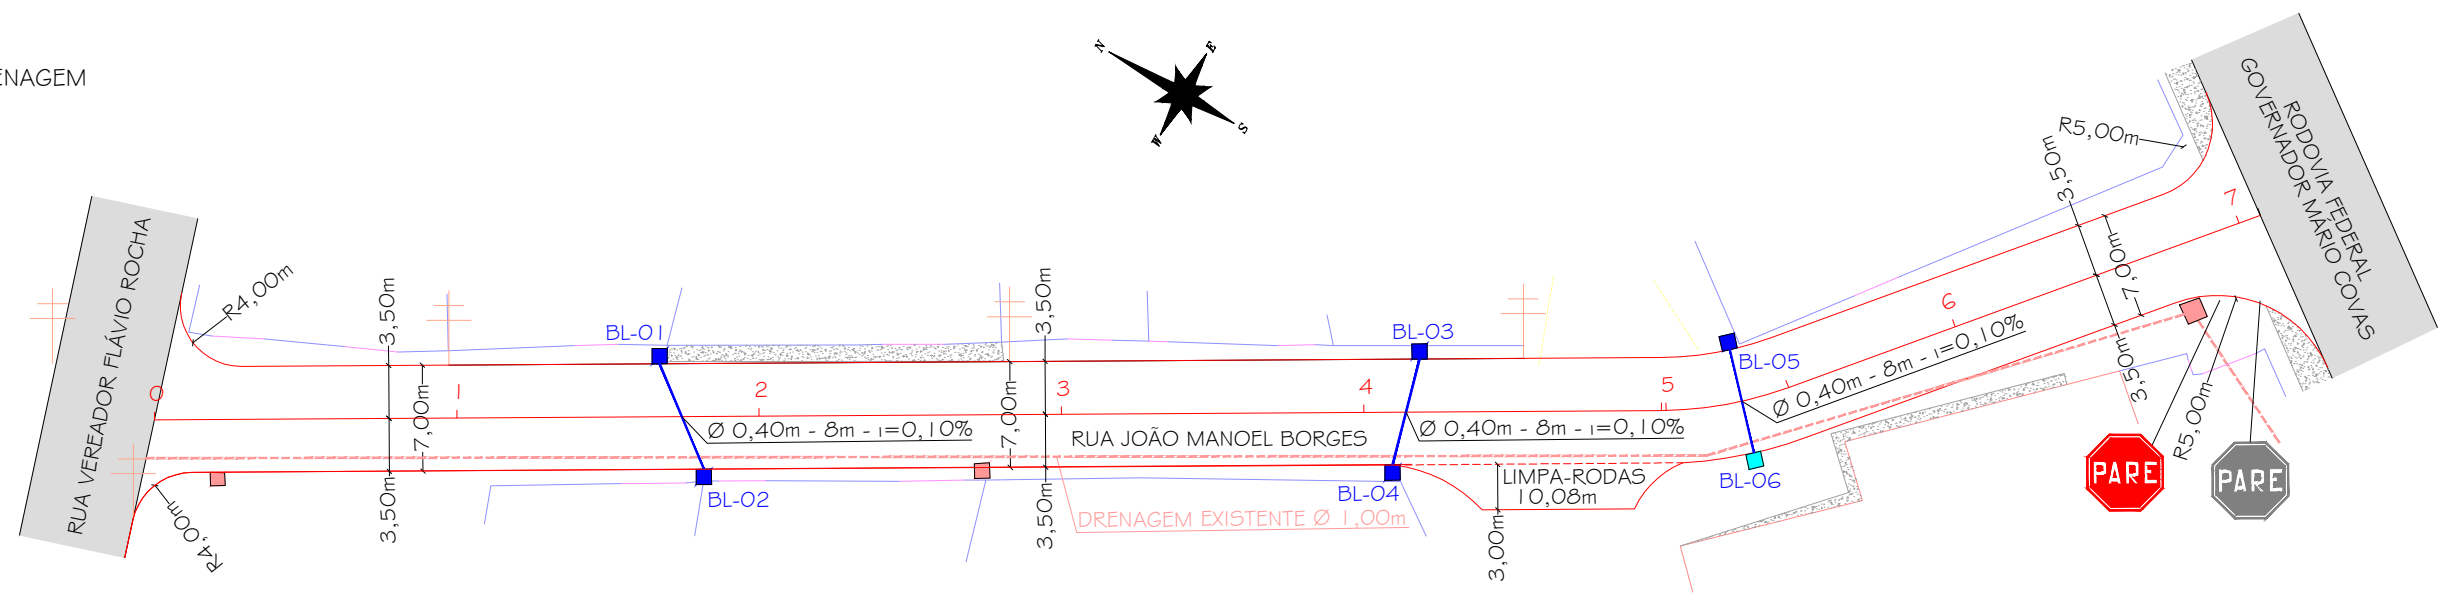 ENAGEM
N
E
W
S
RUA VEREADOR FLÁVIO ROCHA
R4,00m
R4,00m
0
1
2
3
4
5
6
7
3,50m
7,00m
3,50m
BL-01
BL-02
Ø 0,40m - 8m - i=0,10%
3,50m
7,00m
3,50m
RUA JOÃO MANOEL BORGES
DRENAGEM EXISTENTE Ø 1,00m
BL-03
BL-04
Ø 0,40m - 8m - i=0,10%
LIMPA-RODAS
10,08m
3,00m
BL-05
BL-06
Ø 0,40m - 8m - i=0,10%
3,50m
7,00m
3,50m
R5,00m
R5,00m
PARE
PARE
RODOVIA FEDERAL
GOVERNADOR MÁRIO COVAS